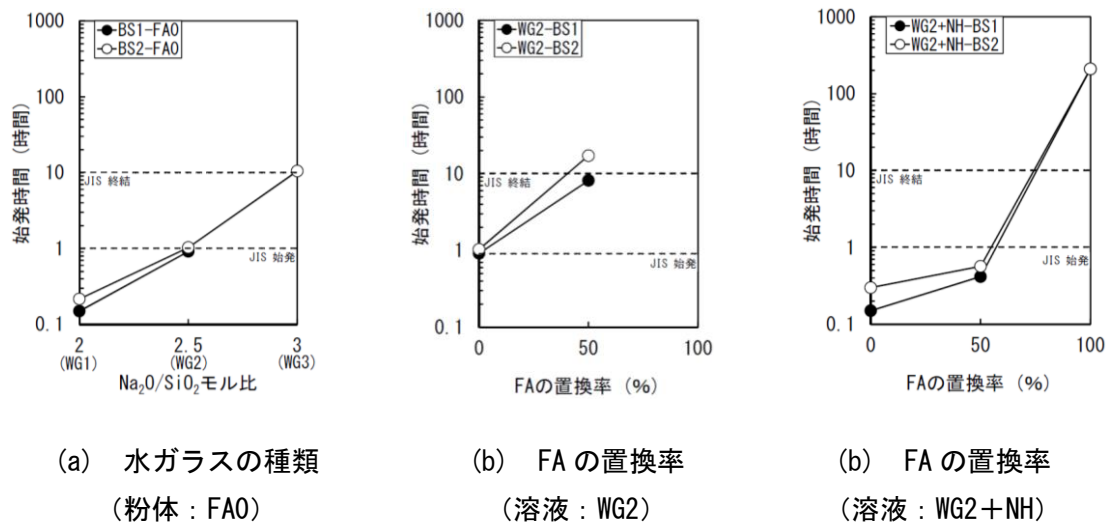 1000
100
10
1
0.1
始発時間(時間)
BS1-FA0
BS2-FA0
JIS 終結
JIS 始発
2
(WG1)
2.5
(WG2)
3
(WG3)
Na₂O/SiO₂モル比
(a) 水ガラスの種類
(粉体:FA0)
1000
100
10
1
0.1
始発時間(時間)
WG2-BS1
WG2-BS2
JIS 終結
JIS 始発
0
50
100
FAの置換率(%)
(b) FA の置換率
(溶液:WG2)
1000
100
10
1
0.1
始発時間(時間)
WG2+NH-BS1
WG2+NH-BS2
JIS 終結
JIS 始発
0
50
100
FAの置換率(%)
(b) FA の置換率
(溶液:WG2+NH)